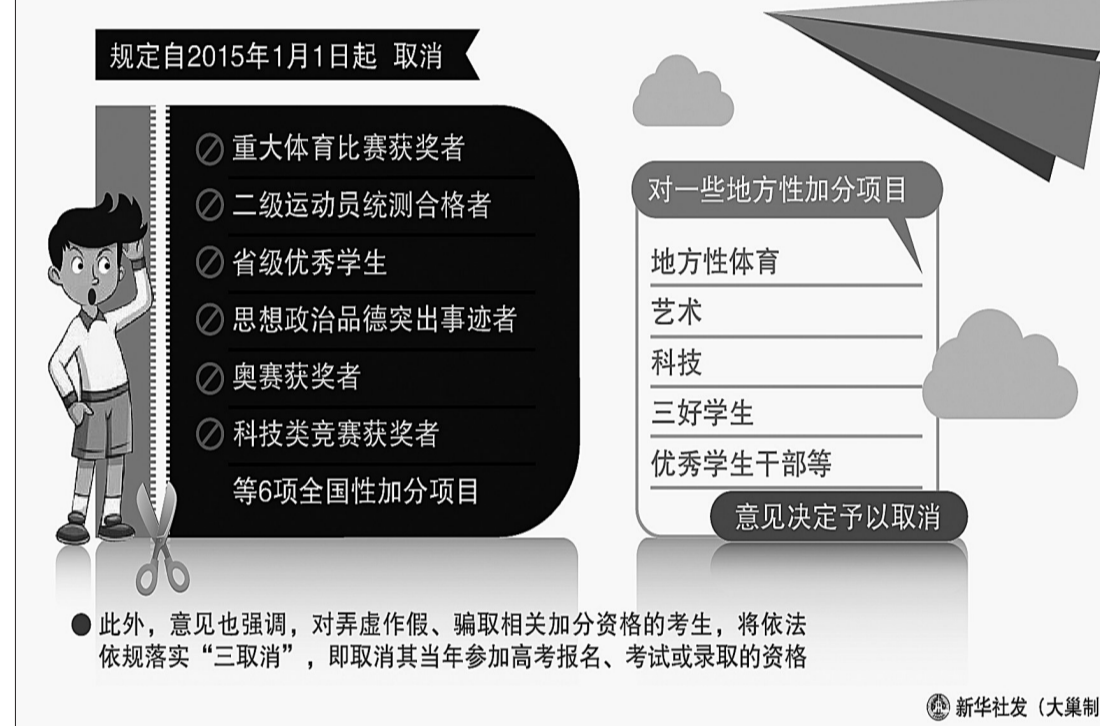 规定自2015年1月1日起 取消
重大体育比赛获奖者
二级运动员统测合格者
省级优秀学生
思想政治品德突出事迹者
奥赛获奖者
科技类竞赛获奖者
等6项全国性加分项目
对一些地方性加分项目
地方性体育
艺术
科技
三好学生
优秀学生干部等
意见决定予以取消
此外，意见也强调，对弄虚作假、骗取相关加分资格的考生，将依法
依规落实“三取消”，即取消其当年参加高考报名、考试或录取的资格
新华社发（大巢制